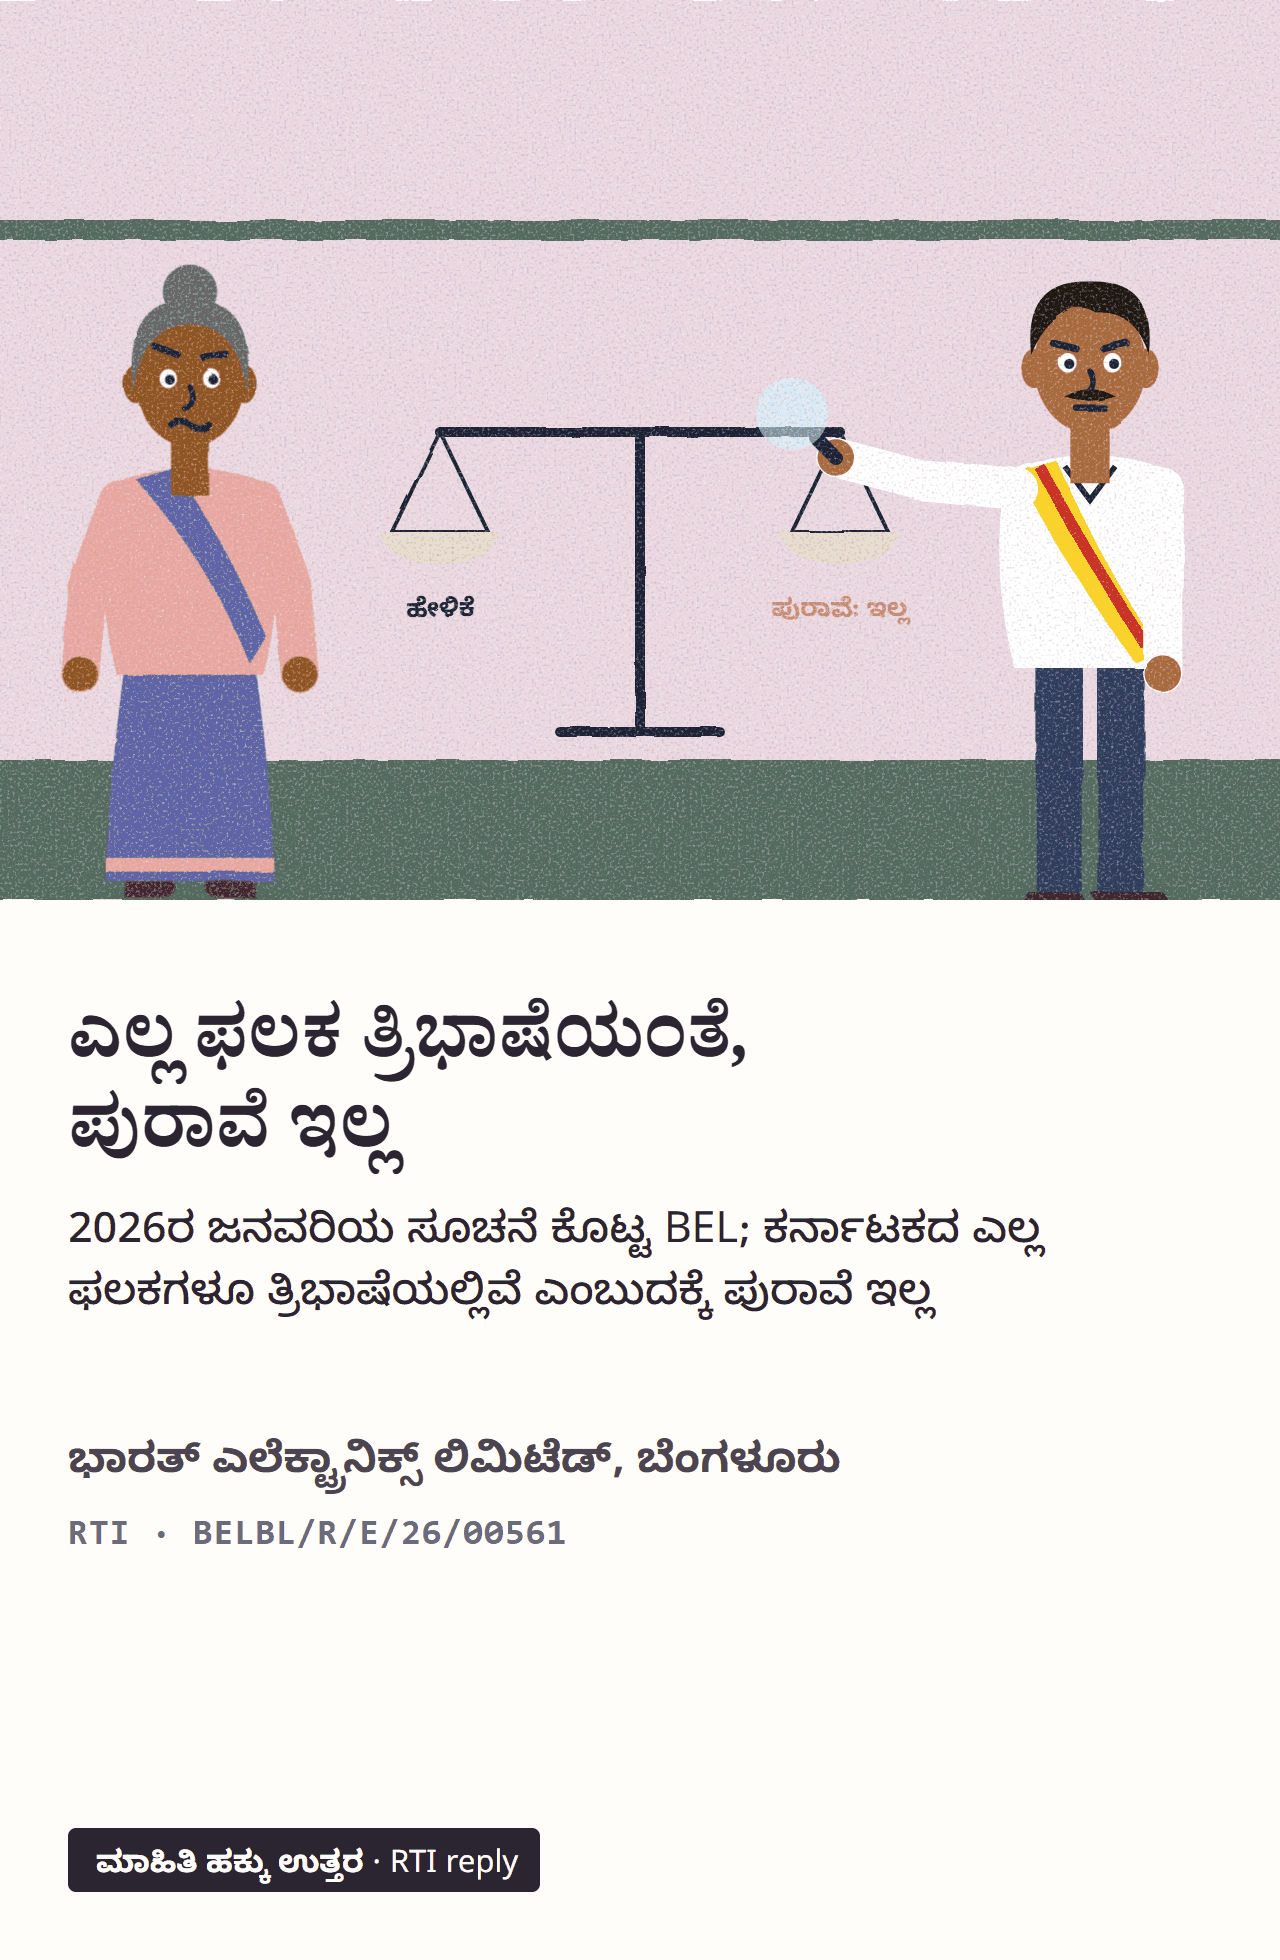 ಹೇಳಿಕೆ
ಪುರಾವೆ: ಇಲ್ಲ
ಎಲ್ಲ ಫಲಕ ತ್ರಿಭಾಷೆಯಂತೆ,
ಪುರಾವೆ ಇಲ್ಲ
2026ರ ಜನವರಿಯ ಸೂಚನೆ ಕೊಟ್ಟ BEL; ಕರ್ನಾಟಕದ ಎಲ್ಲ
ಫಲಕಗಳೂ ತ್ರಿಭಾಷೆಯಲ್ಲಿವೆ ಎಂಬುದಕ್ಕೆ ಪುರಾವೆ ಇಲ್ಲ
ಭಾರತ್ ಎಲೆಕ್ಟ್ರಾನಿಕ್ಸ್ ಲಿಮಿಟೆಡ್, ಬೆಂಗಳೂರು
RTI · BELBL/R/E/26/00561
ಮಾಹಿತಿ ಹಕ್ಕು ಉತ್ತರ · RTI reply